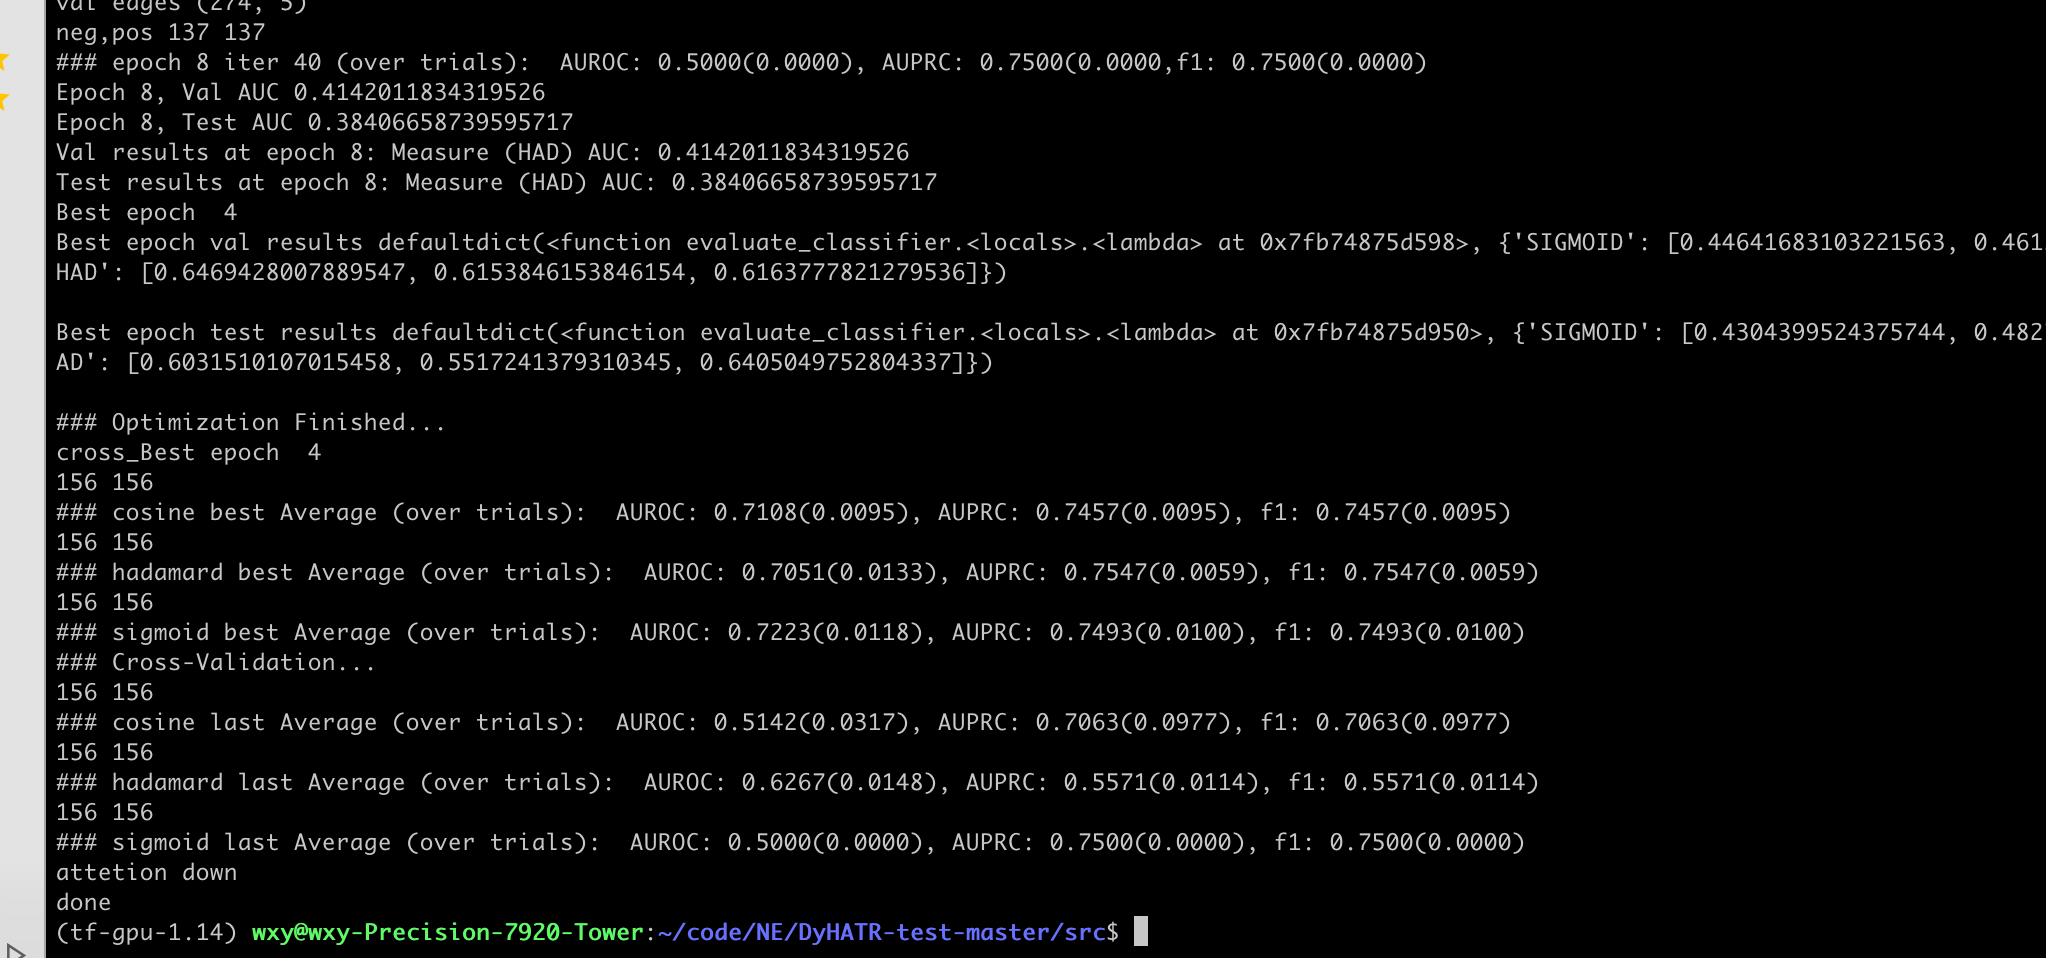 val edges (274, 5)
neg,pos 137 137
### epoch 8 iter 40 (over trials):  AUROC: 0.5000(0.0000), AUPRC: 0.7500(0.0000,f1: 0.7500(0.0000)
Epoch 8, Val AUC 0.4142011834319526
Epoch 8, Test AUC 0.38406658739595717
Val results at epoch 8: Measure (HAD) AUC: 0.4142011834319526
Test results at epoch 8: Measure (HAD) AUC: 0.38406658739595717
Best epoch  4
Best epoch val results defaultdict(<function evaluate_classifier.<locals>.<lambda> at 0x7fb74875d598>, {'SIGMOID': [0.44641683103221563, 0.461
HAD': [0.6469428007889547, 0.6153846153846154, 0.6163777821279536]})
Best epoch test results defaultdict(<function evaluate_classifier.<locals>.<lambda> at 0x7fb74875d950>, {'SIGMOID': [0.4304399524375744, 0.482
AD': [0.6031510107015458, 0.5517241379310345, 0.6405049752804337]})
### Optimization Finished...
cross_Best epoch  4
156 156
### cosine best Average (over trials):  AUROC: 0.7108(0.0095), AUPRC: 0.7457(0.0095), f1: 0.7457(0.0095)
156 156
### hadamard best Average (over trials):  AUROC: 0.7051(0.0133), AUPRC: 0.7547(0.0059), f1: 0.7547(0.0059)
156 156
### sigmoid best Average (over trials):  AUROC: 0.7223(0.0118), AUPRC: 0.7493(0.0100), f1: 0.7493(0.0100)
### Cross-Validation...
156 156
### cosine last Average (over trials):  AUROC: 0.5142(0.0317), AUPRC: 0.7063(0.0977), f1: 0.7063(0.0977)
156 156
### hadamard last Average (over trials):  AUROC: 0.6267(0.0148), AUPRC: 0.5571(0.0114), f1: 0.5571(0.0114)
156 156
### sigmoid last Average (over trials):  AUROC: 0.5000(0.0000), AUPRC: 0.7500(0.0000), f1: 0.7500(0.0000)
attetion down
done
(tf-gpu-1.14) wxy@wxy-Precision-7920-Tower:~/code/NE/DyHATR-test-master/src$